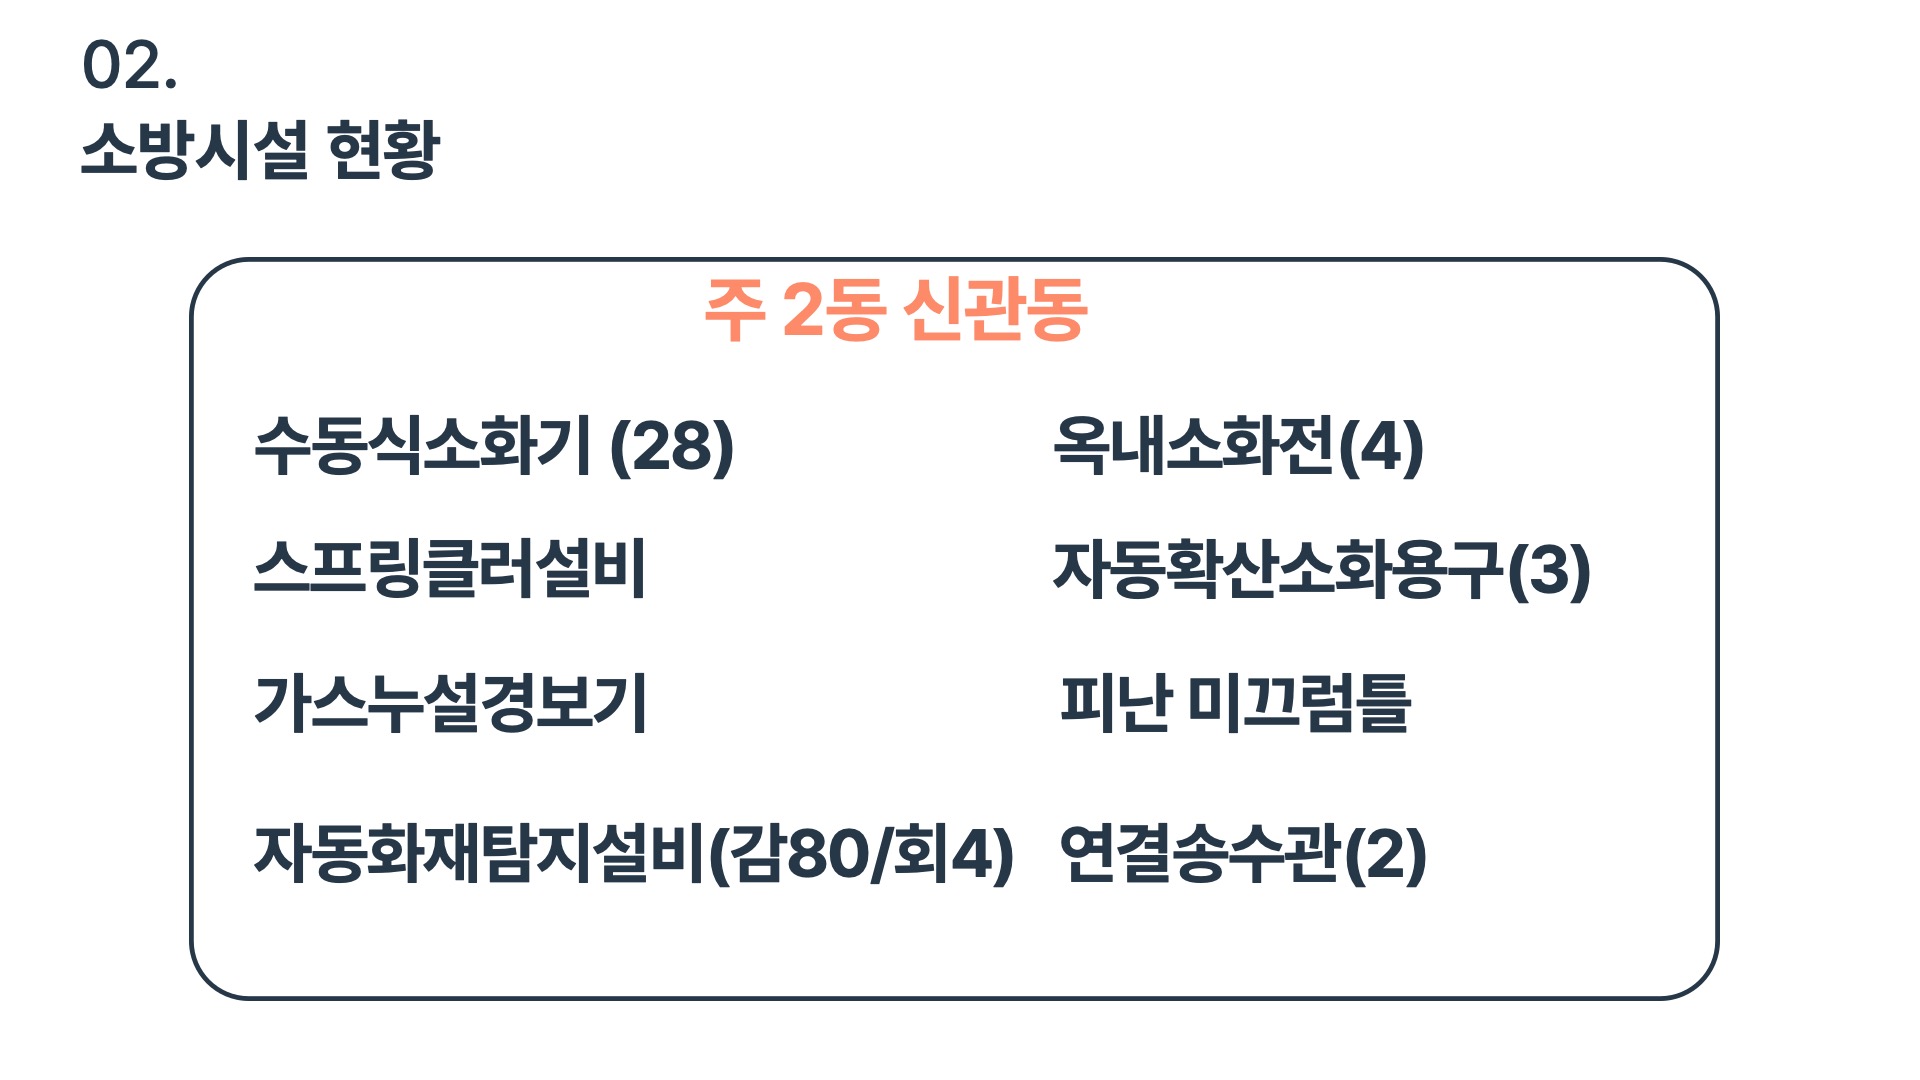 02.
소방시설 현황
주 2동 신관동
수동식소화기 (28)
옥내소화전(4)
스프링클러설비
자동확산소화용구(3)
가스누설경보기
피난 미끄럼틀
자동화재탐지설비(감80/회4)
연결송수관(2)